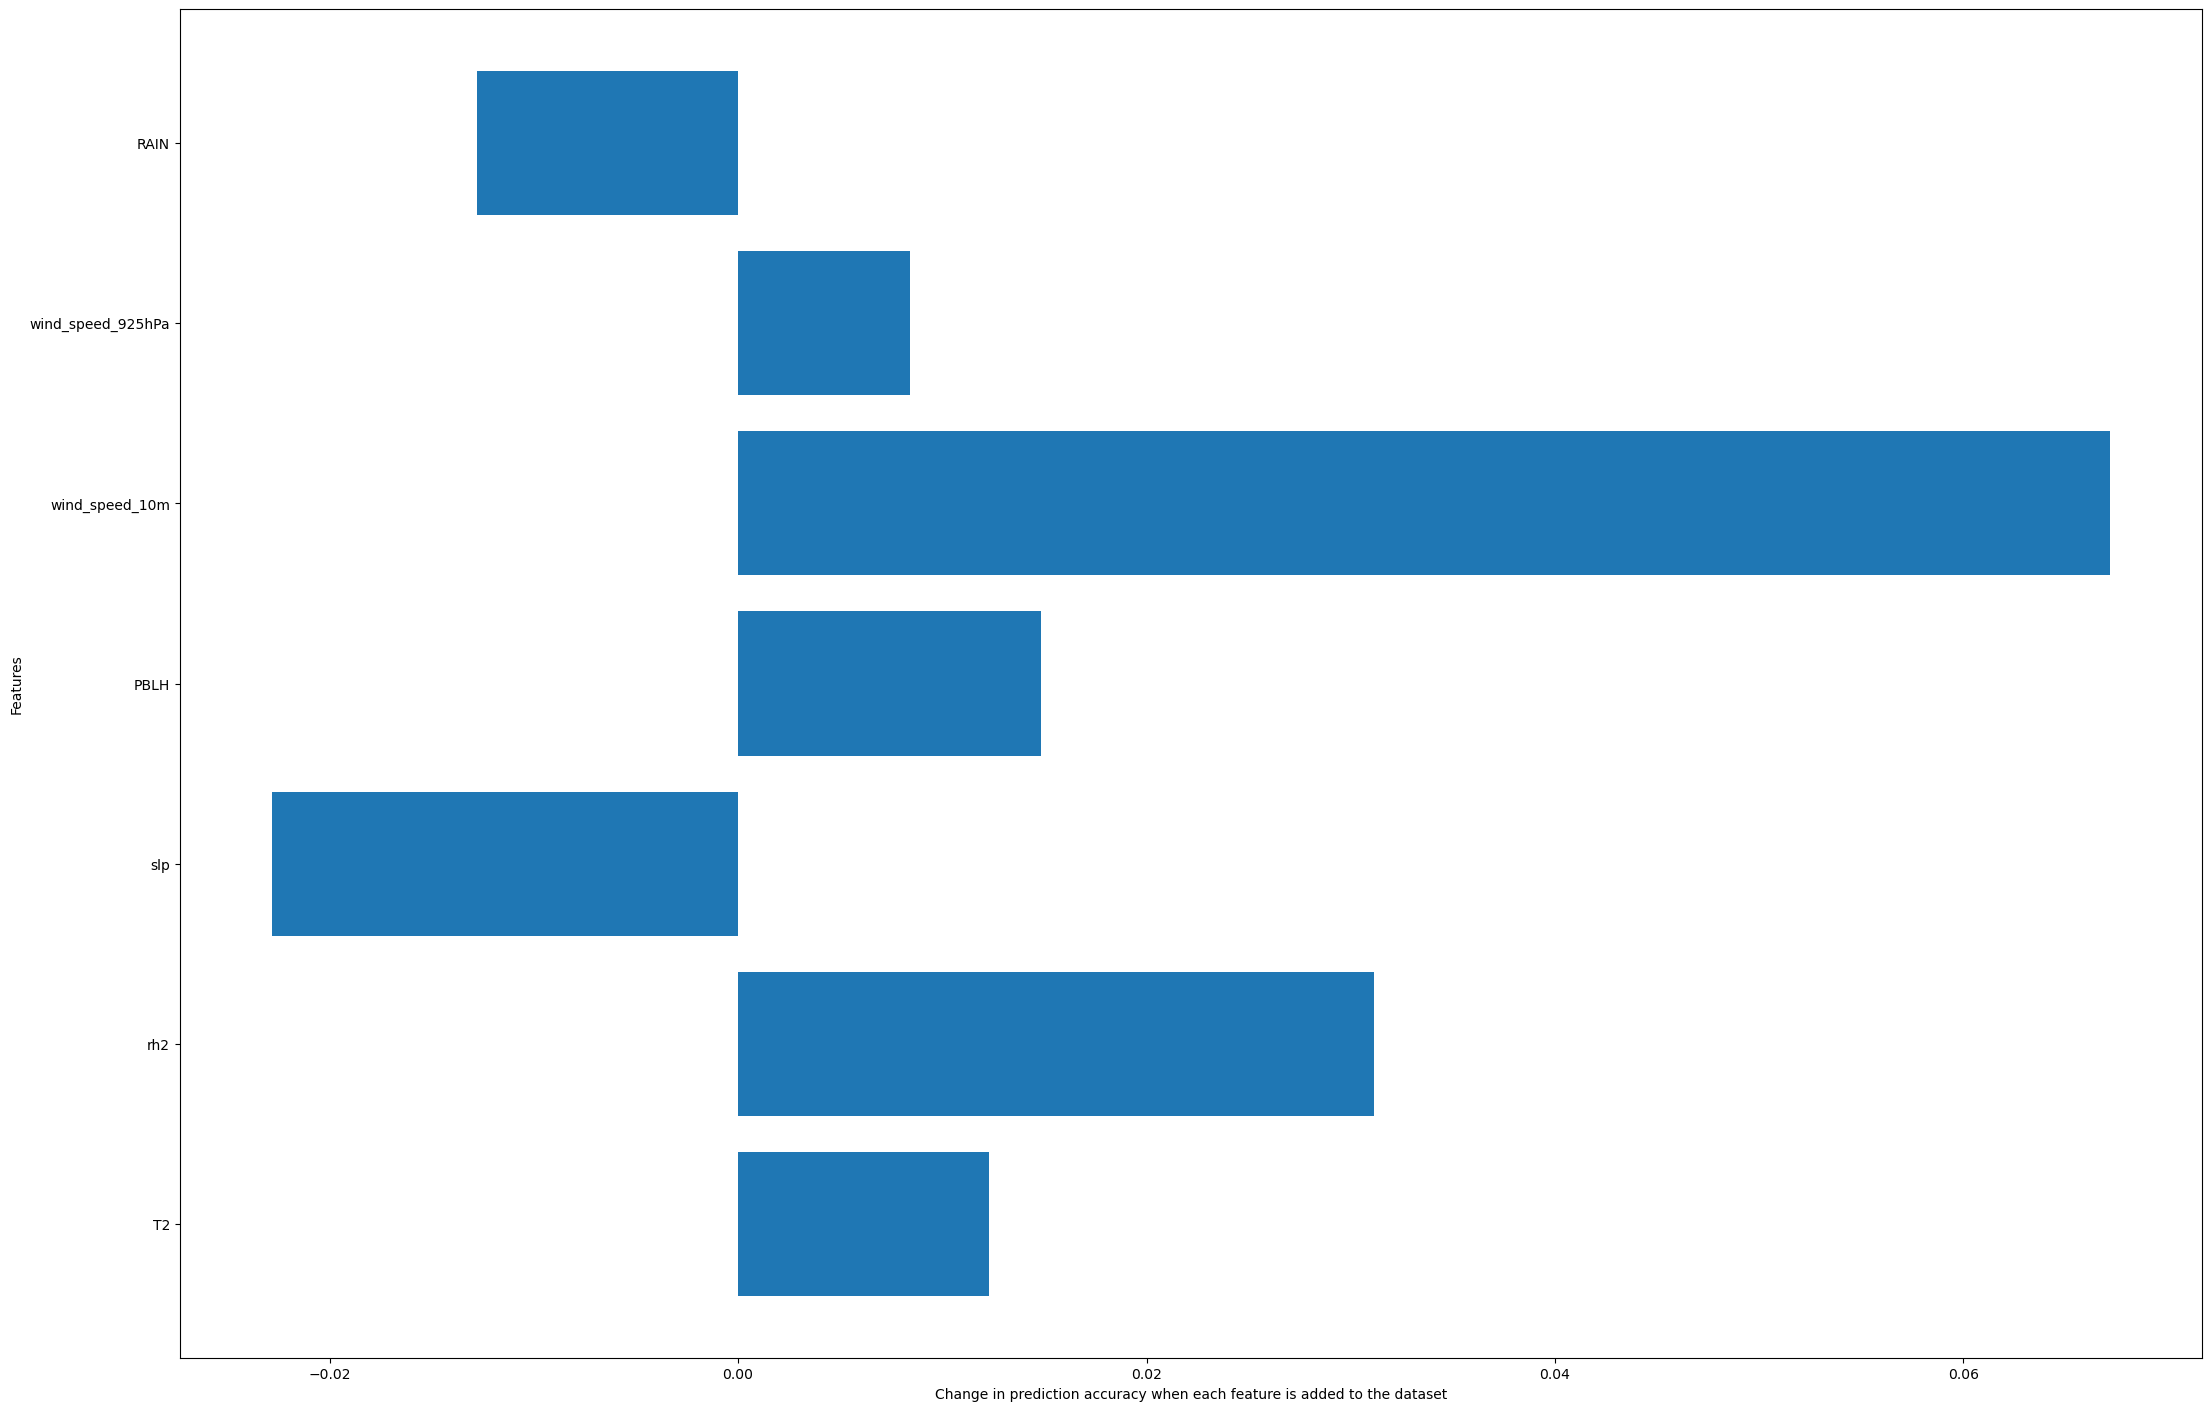 RAIN
wind_speed_925hPa
wind_speed_10m
PBLH
slp
rh2
T2
Features
−0.02 0.00 0.02 0.04 0.06
Change in prediction accuracy when each feature is added to the dataset